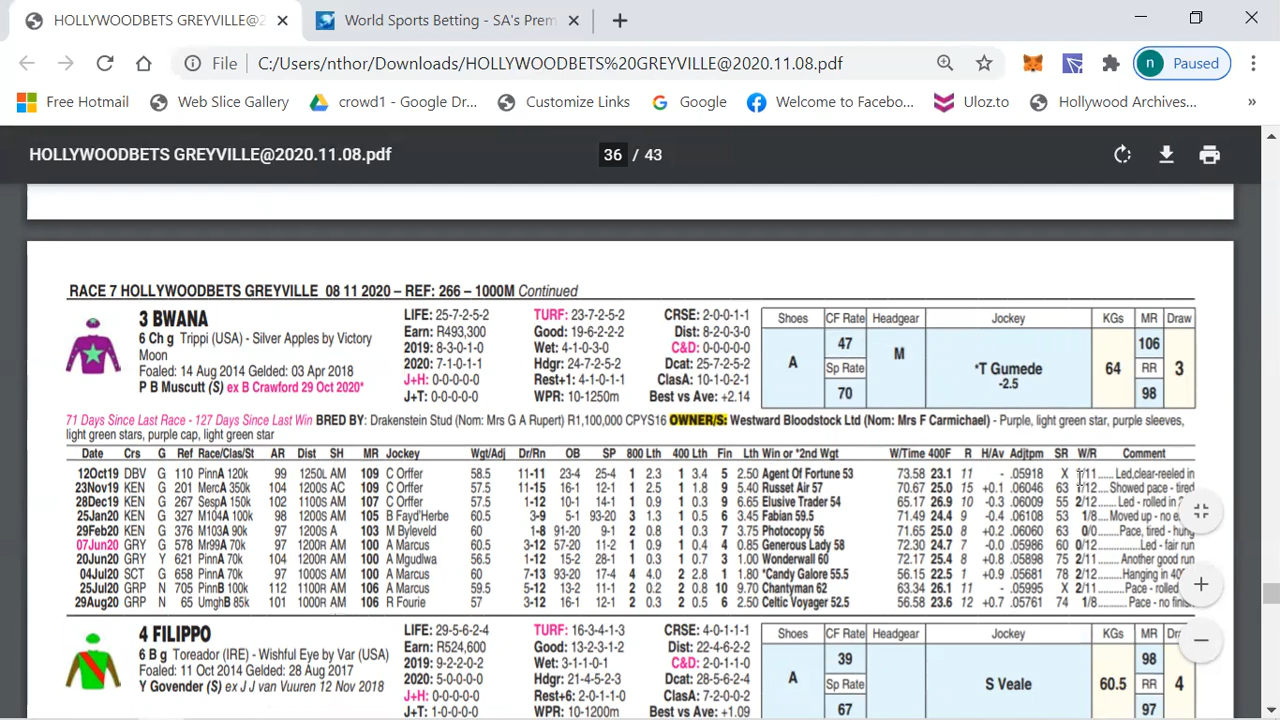 HOLLYWOODBETS GREYVILLE@2
World Sports Betting - SA's Prem
File C:/Users/nthor/Downloads/HOLLYWOODBETS%20GREYVILLE@2020.11.08.pdf
n Paused
Free Hotmail Web Slice Gallery crowd1 - Google Dr... Customize Links Google Welcome to Face... Uloz.to Hollywood Archives... »
HOLLYWOODBETS GREYVILLE@2020.11.08.pdf 36 / 43
RACE 7 HOLLYWOODBETS GREYVILLE 08 11 2020 – REF: 266 – 1000M Continued
3 BWANA
6 Ch g Trippi (USA) - Silver Apples by Victory
Moon
Foaled: 14 Aug 2014 Gelded: 03 Apr 2018
P B Muscutt (S) ex B Crawford 29 Oct 2020*
LIFE: 25-7-2-5-2 TURF: 23-7-2-5-2 CRSE: 2-0-0-1-1
Earn: R493,300 Good: 19-6-2-2-2 Dist: 8-2-0-3-0
2019: 8-3-0-1-0 Wet: 4-1-0-3-0 C&D: 0-0-0-0-0
2020: 7-1-0-1-1 Hdgr: 24-7-2-5-2 Dcat: 25-7-2-5-2
J+H: 0-0-0-0-0 Rest+1: 4-1-0-1-1 ClasA: 10-1-0-2-1
J+T: 0-0-0-0-0 WPR: 10-1250m Best vs Ave: +2.14
Shoes CF Rate Headgear Jockey KGs MR Draw
A 47 M *T Gumede 64 106 3
Sp Rate -2.5 RR
70 98
71 Days Since Last Race - 127 Days Since Last Win BRED BY: Drakenstein Stud (Nom: Mrs G A Rupert) R1,100,000 CPYS16 OWNER/S: Westward Bloodstock Ltd (Nom: Mrs F Carmichael) - Purple, light green star, purple sleeves,
light green stars, purple cap, light green star
Date Crs G Ref Race/Clas/St AR Dist SH MR Jockey Wgt/Adj Dr/Rn OB SP 800 Lth 400 Lth Fin Lth Win or *2nd Wgt W/Time 400F R H/Av Adjtpm SR W/R Comment
12Oct19 DBV G 110 PinnA 120k 99 1250L AM 109 C Orffer 58.5 11-11 23-4 25-4 1 2.3 1 3.4 5 2.50 Agent Of Fortune 53 73.58 23.1 11 - .05918 X 1/11 .... Led,clear-reeled in
23Nov19 KEN G 201 MercA 350k 104 1200S AC 109 C Orffer 57.5 11-15 16-1 12-1 1 2.5 1 1.8 9 5.40 Russet Air 57 70.67 25.0 15 +0.1 .06046 63 1/12 ... Showed pace - tired
28Dec19 KEN G 267 SespA 150k 102 1100S AM 107 C Orffer 57.5 1-12 10-1 14-1 1 0.9 1 0.3 9 6.65 Elusive Trader 54 65.17 26.9 10 -0.3 .06009 55 2/12 .... Led - rolled in 2
25Jan20 KEN G 327 M104A 100k 98 1200S AM 105 B Fayd'Herbe 60.5 3-9 5-1 93-20 3 1.3 1 0.5 6 3.45 Fabian 59.5 71.49 24.4 9 -0.4 .06108 53 1/8 .... Moved up - no e
29Feb20 KEN G 376 M103A 90k 97 1200S A 103 M Byleveld 60 1-8 91-20 9-1 2 0.8 1 0.3 7 3.75 Photocopy 56 71.65 25.0 8 +0.2 .06060 63 0/0 .... Pace, tired - hung
07Jun20 GRY G 578 Mr99A 70k 97 1200R A 100 A Marcus 60.5 3-12 57-20 11-2 1 0.9 1 0.4 4 0.85 Generous Lady 58 72.30 24.7 7 -0.0 .05986 60 0/12 .... Led - fair run
20Jun20 GRY Y 621 PinnA 70k 104 1200R A 100 A Mgudlwa 56 1-12 15-2 28-1 1 0.1 1 0.7 3 1.00 Wonderwall 60 72.17 25.4 8 +0.8 .05958 75 2/12 .... Another good run
04Jul20 SCT G 658 PinnA 70k 97 1000S A 100 A Marcus 60 7-13 93-20 17-4 4 4.0 2 2.8 1 1.80 *Candy Galore 55.5 56.15 22.5 1 +0.9 .05681 78 2/12 .... Hanging in 40
25Jul20 GRP N 705 PinnB 100k 112 1100R AM 106 A Marcus 59.5 5-12 13-2 11-1 2 0.2 2 0.8 10 9.70 Chantyman 62 63.34 26.1 11 - .05995 X 2/11 .... Pace - rolled
29Aug20 GRP N 65 UmghB 85k 101 1000R AM 106 R Fourie 57 3-12 16-1 16-1 2 0.3 2 0.5 6 2.50 Celtic Voyager 52.5 56.58 23.6 12 +0.7 .05761 74 1/8 .... Pace - no finis
4 FILIPPO
6 B g Toreador (IRE) - Wishful Eye by Var (USA)
Foaled: 11 Oct 2014 Gelded: 28 Aug 2017
Y Govender (S) ex J J van Vuuren 12 Nov 2018
LIFE: 29-5-6-2-4 TURF: 16-3-4-1-3 CRSE: 4-0-1-1-1
Earn: R524,600 Good: 13-2-3-1-2 Dist: 22-4-6-2-2
2019: 9-2-2-0-2 Wet: 3-1-1-0-1 C&D: 2-0-1-1-0
2020: 5-0-0-0-0 Hdgr: 21-4-5-2-3 Dcat: 28-5-6-2-4
J+H: 0-0-0-0-0 Rest+6: 2-0-1-1-0 ClasA: 7-2-0-0-2
J+T: 1-0-0-0-0 WPR: 10-1200m Best vs Ave: +1.09
Shoes CF Rate Headgear Jockey KGs MR
A 39 S Veale 60.5 98 4
Sp Rate RR
67 97